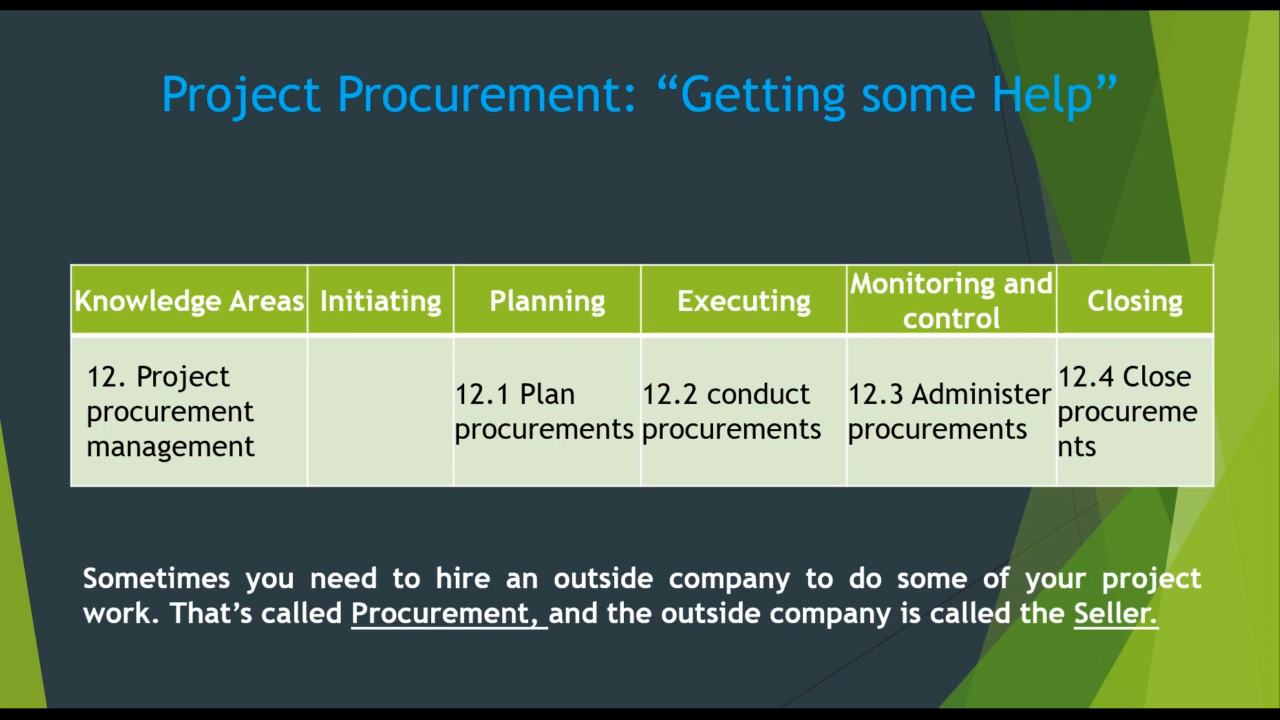 Project Procurement: “Getting some Help”
Knowledge Areas
Initiating
Planning
Executing
Monitoring and
control
Closing
12. Project
procurement
management
12.1 Plan
procurements
12.2 conduct
procurements
12.3 Administer
procurements
12.4 Close
procureme
nts
Sometimes you need to hire an outside company to do some of your project
work. That’s called Procurement, and the outside company is called the Seller.